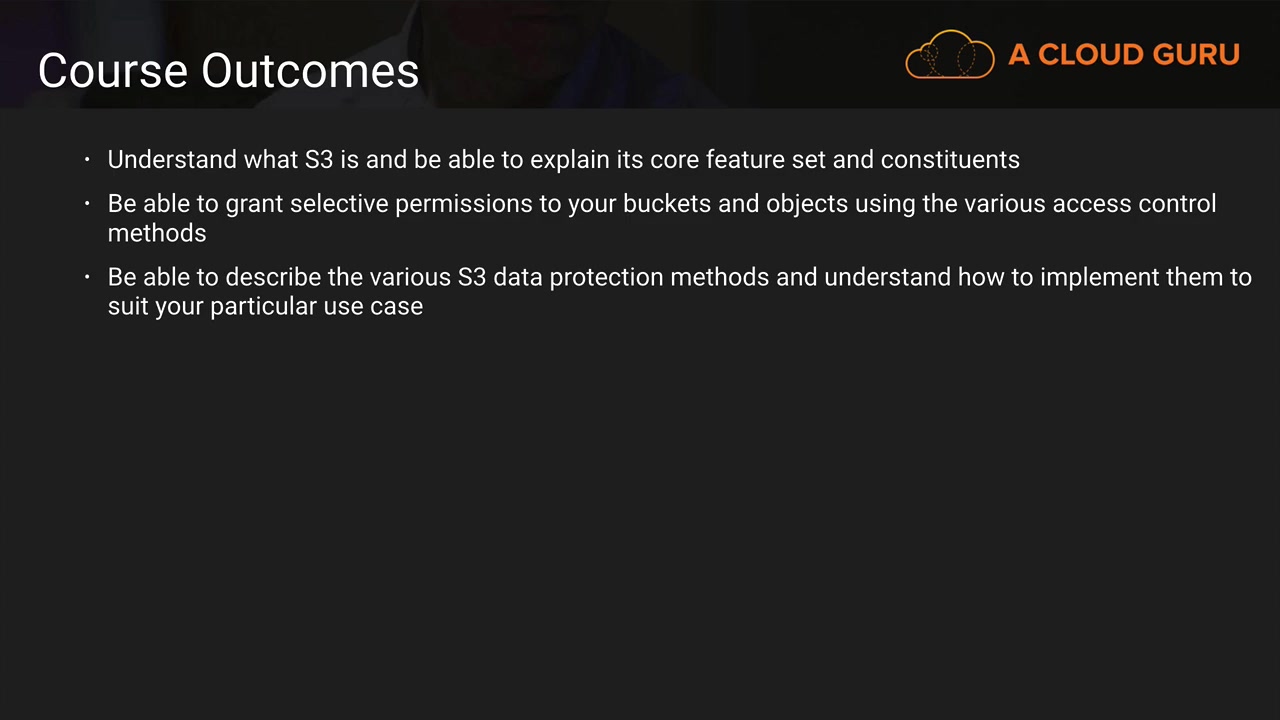 Course Outcomes
A CLOUD GURU
· Understand what S3 is and be able to explain its core feature set and constituents
· Be able to grant selective permissions to your buckets and objects using the various access control
methods
· Be able to describe the various S3 data protection methods and understand how to implement them to
suit your particular use case